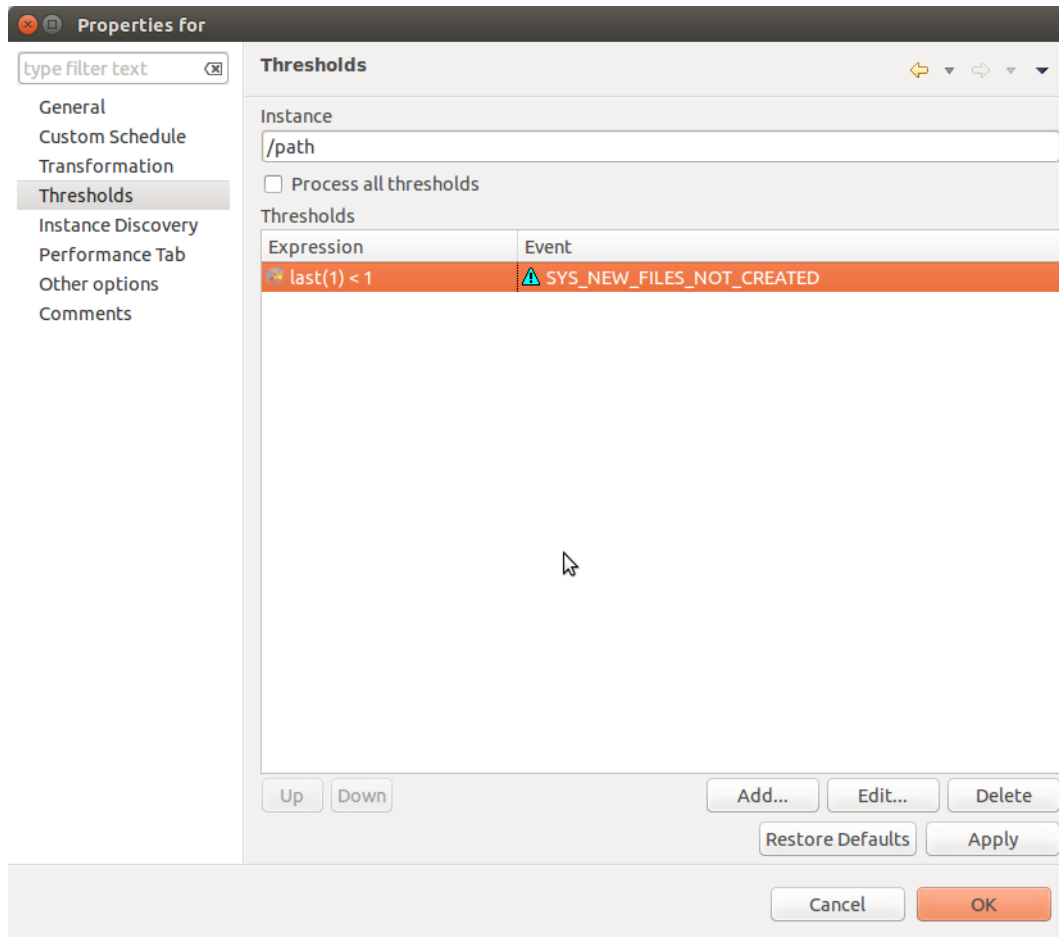 Properties for
type filter text
General
Custom Schedule
Transformation
Thresholds
Instance Discovery
Performance Tab
Other options
Comments
Thresholds
Instance
/path
Process all thresholds
Thresholds
Expression Event
last(1) < 1 SYS_NEW_FILES_NOT_CREATED
Up Down Add... Edit... Delete
Restore Defaults Apply
Cancel OK